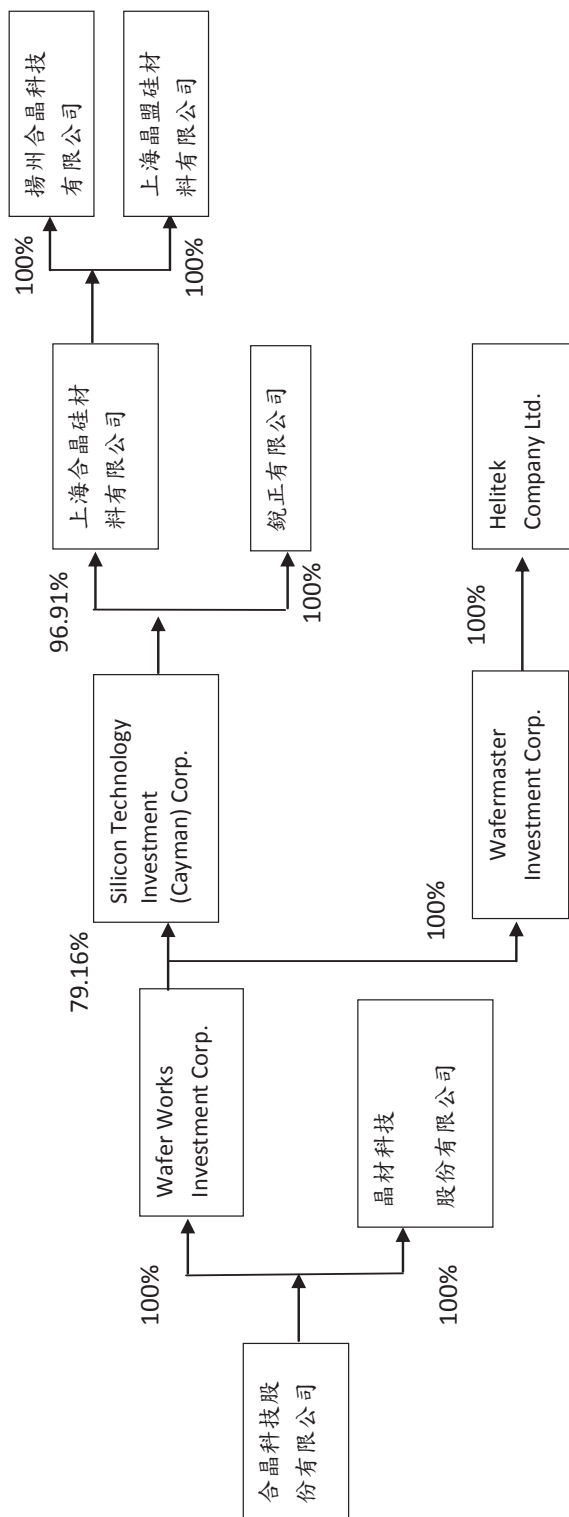 合晶科技股
份有限公司
100%
100%
Wafer Works
Investment Corp.
晶材科技
股份有限公司
79.16%
100%
Silicon Technology
Investment
(Cayman) Corp.
Wafermaster
Investment Corp.
96.91%
100%
100%
上海合晶硅材
料有限公司
銳正有限公司
Helitek
Company Ltd.
100%
100%
揚州合晶科技
有限公司
上海晶盟硅材
料有限公司